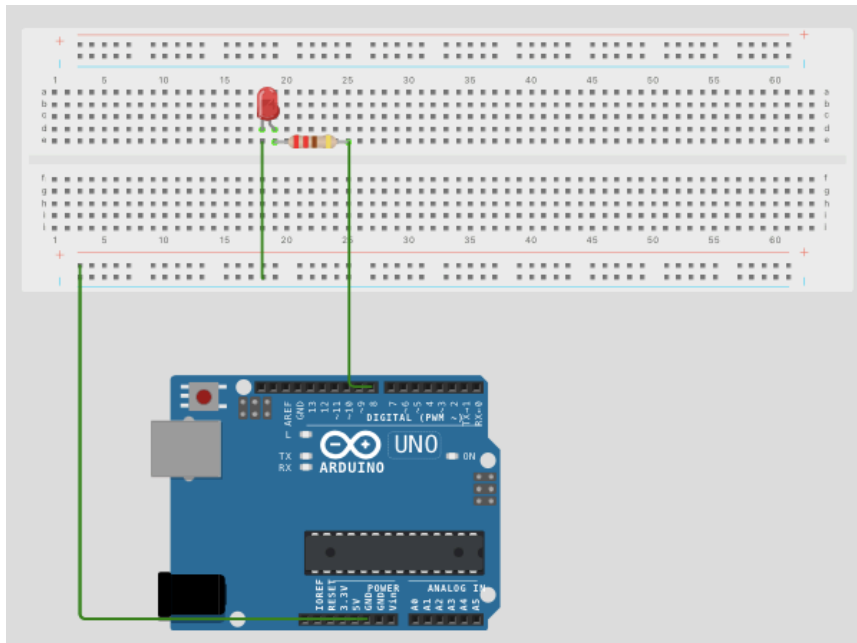 + +
1 5 10 15 20 25 30 35 40 45 50 55 60
a a
b b
c c
d d
e e
f f
g g
h h
i i
j j
1 5 10 15 20 25 30 35 40 45 50 55 60
+ +
AREF
GND
13
12
~11
~10
~9
8
7
~6
~5
~4
~3
2
TX→1
RX←0
DIGITAL (PWM ~)
L
TX
RX
UNO
ARDUINO
ON
POWER
ANALOG IN
IOREF
RESET
3.3V
5V
GND
GND
Vin
A0
A1
A2
A3
A4
A5